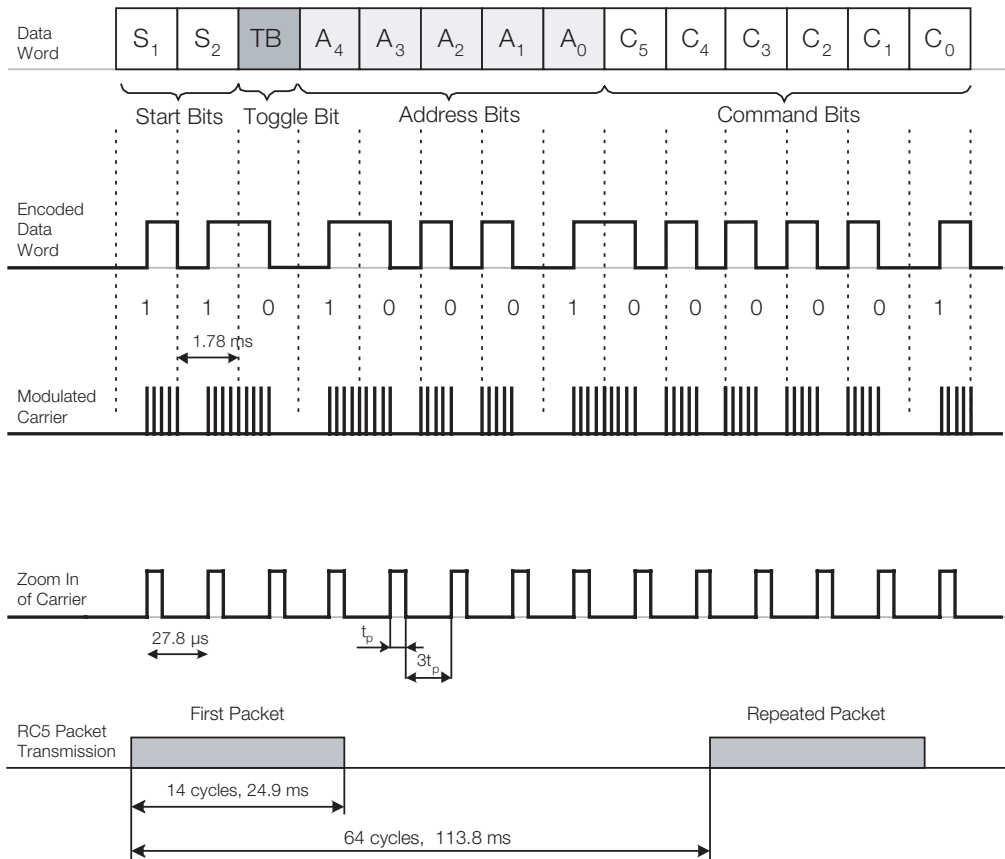 Data
Word
S1 S2 TB A4 A3 A2 A1 A0 C5 C4 C3 C2 C1 C0
Start Bits Toggle Bit Address Bits Command Bits
Encoded
Data
Word
1 1 0 1 0 0 0 1 0 0 0 0 0 1
1.78 ms
Modulated
Carrier
Zoom In
of Carrier
27.8 µs
tp
3tp
First Packet Repeated Packet
RC5 Packet
Transmission
14 cycles, 24.9 ms
64 cycles, 113.8 ms